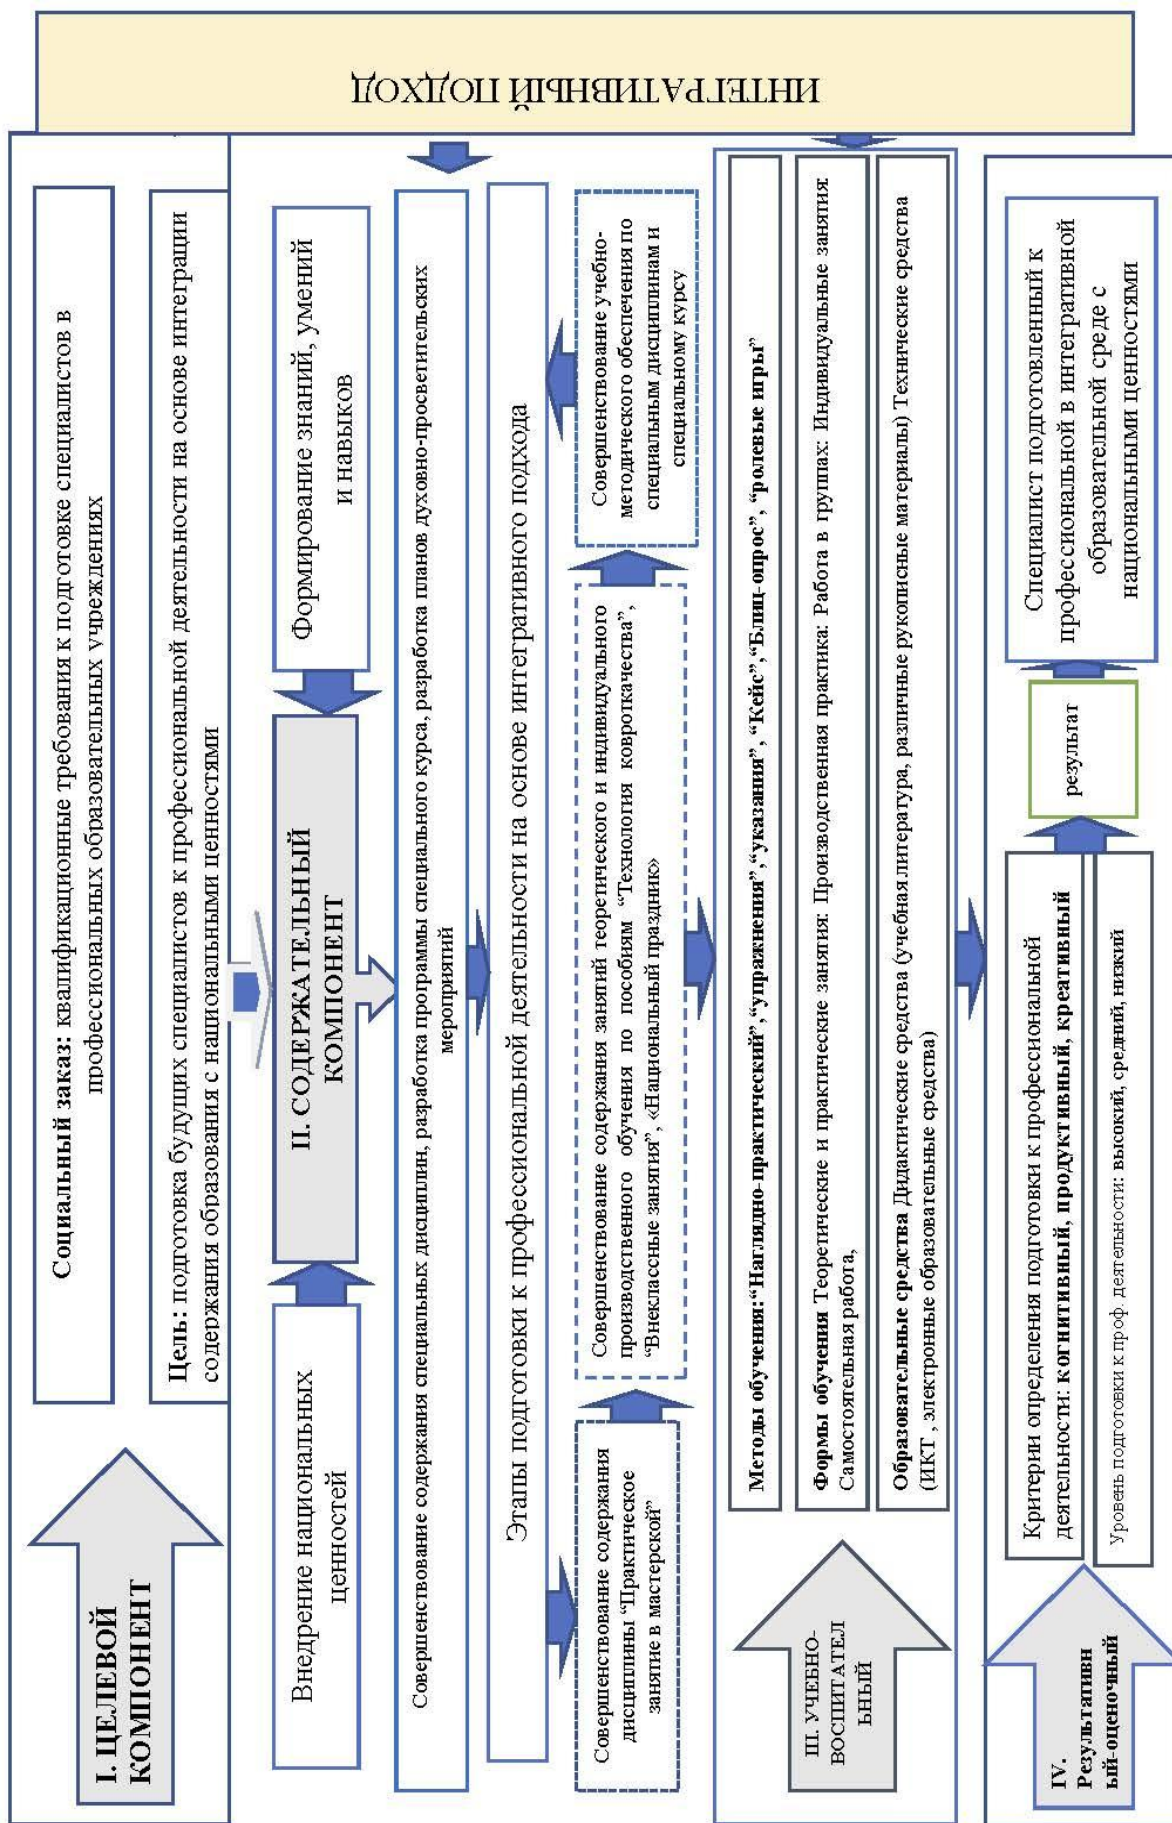 I. ЦЕЛЕВОЙ
КОМПОНЕНТ
Социальный заказ: квалификационные требования к подготовке специалистов в
профессиональных образовательных учреждениях
Цель: подготовка будущих специалистов к профессиональной деятельности на основе интеграции
содержания образования с национальными ценностями
Внедрение национальных
ценностей
II. СОДЕРЖАТЕЛЬНЫЙ
КОМПОНЕНТ
Формирование знаний, умений
и навыков
Совершенствование содержания специальных дисциплин, разработка программы специального курса, разработка планов духовно-просветительских
мероприятий
Этапы подготовки к профессиональной деятельности на основе интегративного подхода
Совершенствование содержания
дисциплины “Практическое
занятие в мастерской”
Совершенствование содержания занятий теоретического и индивидуального
производственного обучения по пособиям “Технология ковроткачества”,
“Внеклассные занятия”, «Национальный праздник»
Совершенствование учебно-
методического обеспечения по
специальным дисциплинам и
специальному курсу
III. УЧЕБНО-
ВОСПИТАТЕЛ
ЬНЫЙ
Методы обучения:“Наглядно-практический”,“упражнения”,“указания”, “Кейс”,“Блиц-опрос”, “ролевые игры”
Формы обучения Теоретические и практические занятия: Производственная практика: Работа в группах: Индивидуальные занятия:
Самостоятельная работа,
Образовательные средства Дидактические средства (учебная литература, различные рукописные материалы) Технические средства
(ИКТ , электронные образовательные средства)
IV.
Результативн
ый-оценочный
Критерии определения подготовки к профессиональной
деятельности: когнитивный, продуктивный, креативный
Уровень подготовки к проф. деятельности: высокий, средний, низкий
результат
Специалист подготовленный к
профессиональной в интегративной
образовательной среде с
национальными ценностями
ИНТЕГРАТИВНЫЙ ПОДХОД